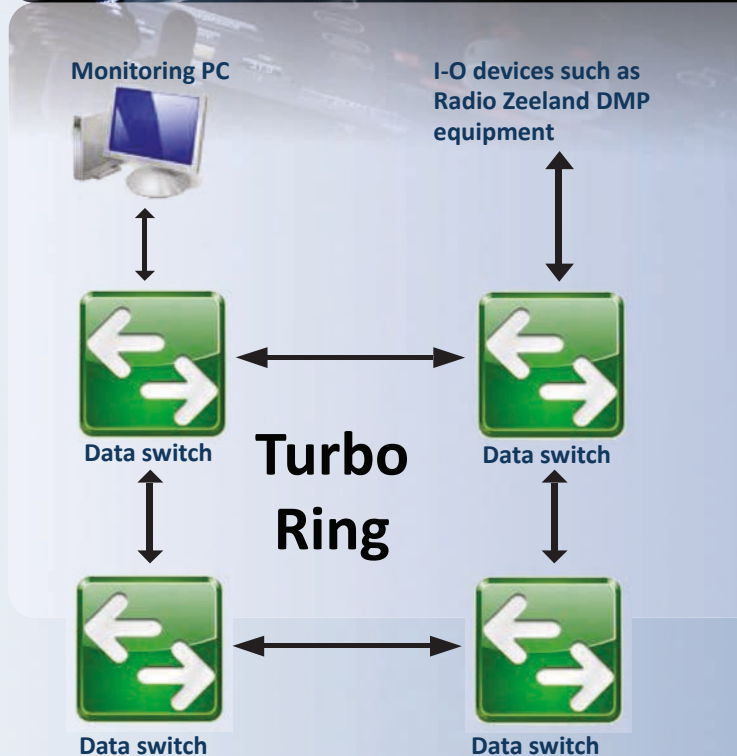 Monitoring PC
I-O devices such as
Radio Zeeland DMP
equipment
Data switch
Turbo
Ring
Data switch
Data switch
Data switch